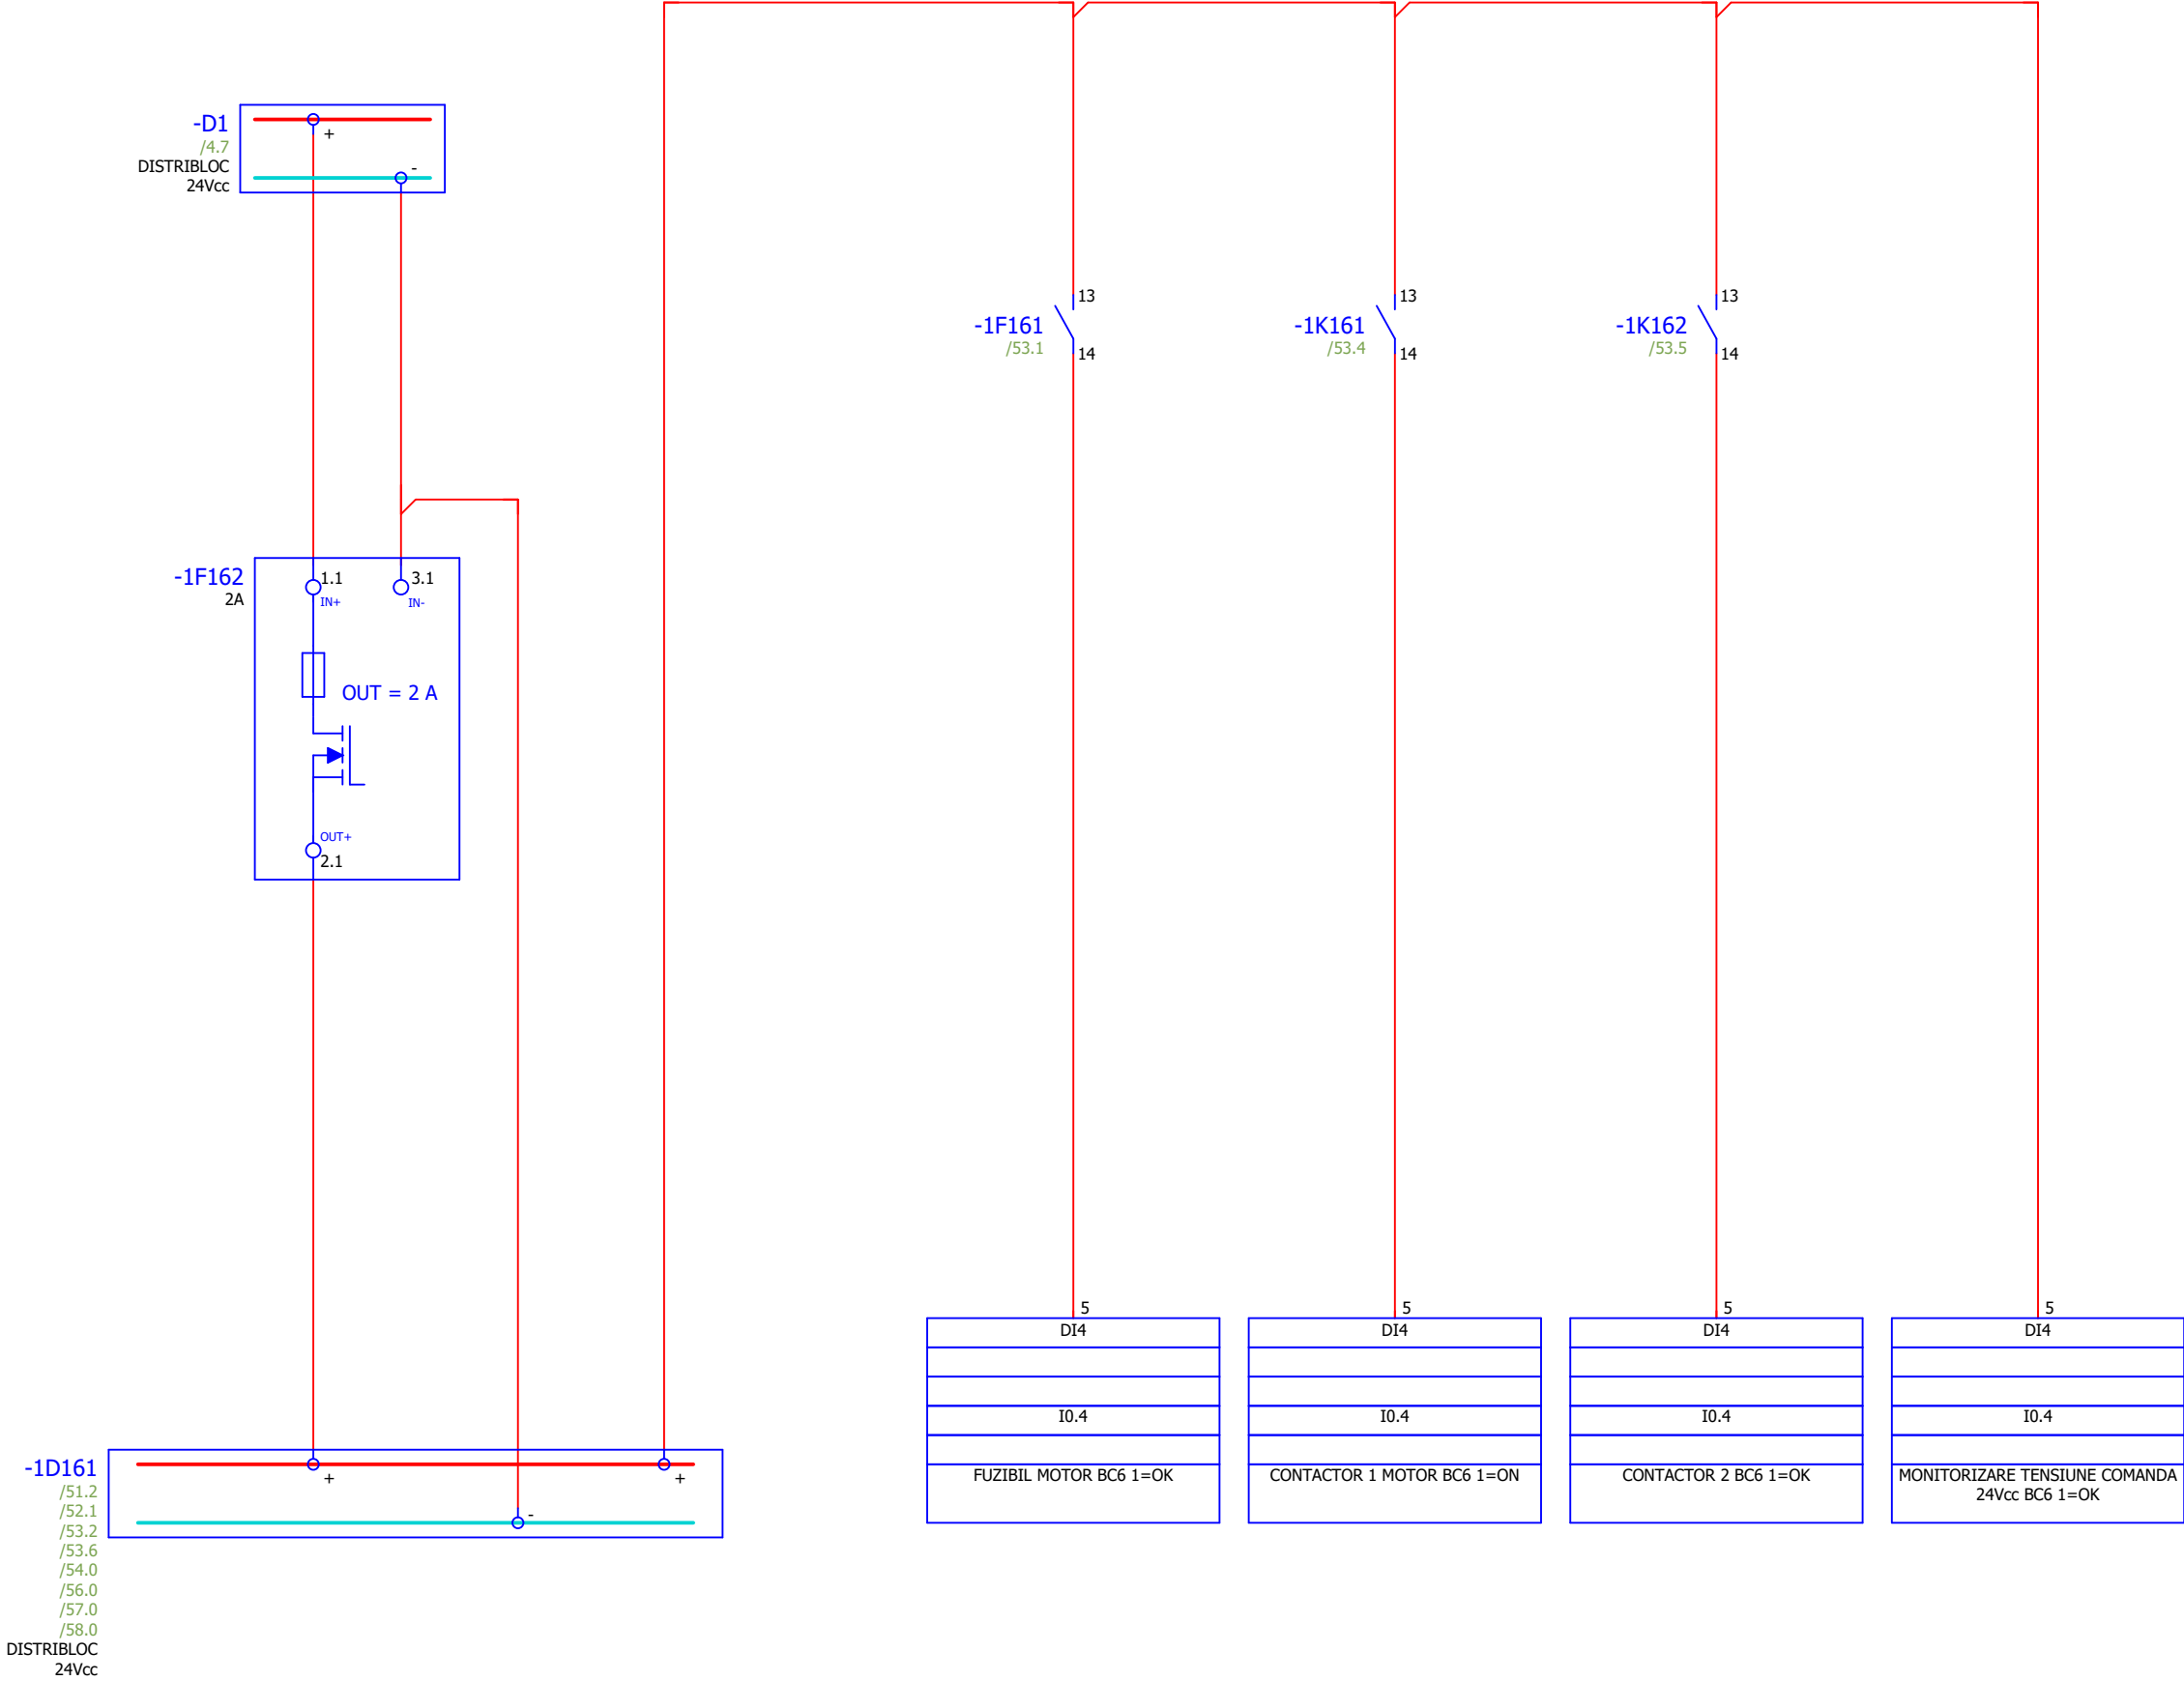 -D1
/4.7
DISTRIBLOC
24Vcc
+
-
-1F161
/53.1
13
14
-1K161
/53.4
13
14
-1K162
/53.5
13
14
-1F162
2A
1.1
IN+
3.1
IN-
OUT = 2 A
OUT+
2.1
5
DI4
I0.4
FUZIBIL MOTOR BC6 1=OK
5
DI4
I0.4
CONTACTOR 1 MOTOR BC6 1=ON
5
DI4
I0.4
CONTACTOR 2 BC6 1=OK
5
DI4
I0.4
MONITORIZARE TENSIUNE COMANDA
24Vcc BC6 1=OK
-1D161
/51.2
/52.1
/53.2
/53.6
/54.0
/56.0
/57.0
/58.0
DISTRIBLOC
24Vcc
+
-
+